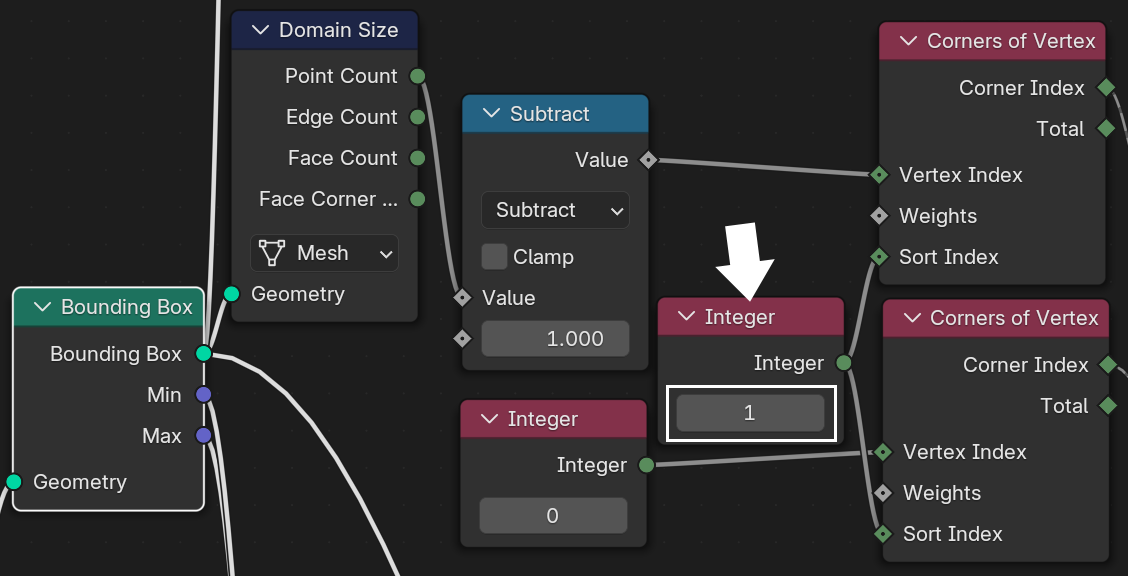 Domain Size
Point Count
Edge Count
Face Count
Face Corner ...
Mesh
Geometry
Bounding Box
Bounding Box
Min
Max
Geometry
Subtract
Value
Subtract
Clamp
Value
1.000
Integer
Integer
0
Integer
Integer
1
Corners of Vertex
Corner Index
Total
Vertex Index
Weights
Sort Index
Corners of Vertex
Corner Index
Total
Vertex Index
Weights
Sort Index